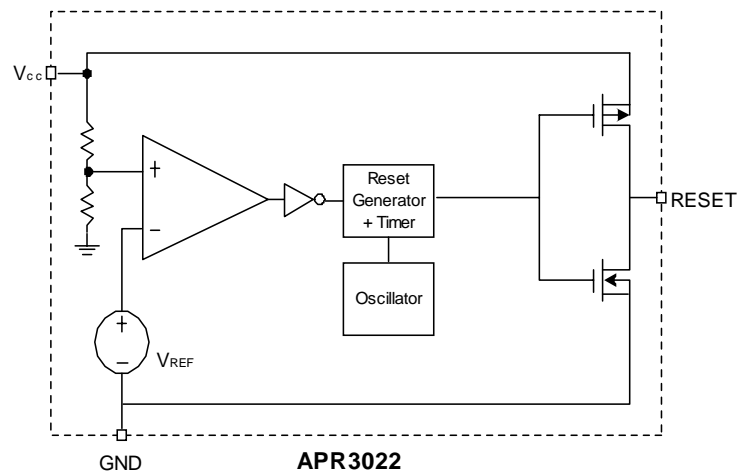 Vcc
+
−
Reset
Generator
+ Timer
RESET
Oscillator
+
−
VREF
GND
APR3022